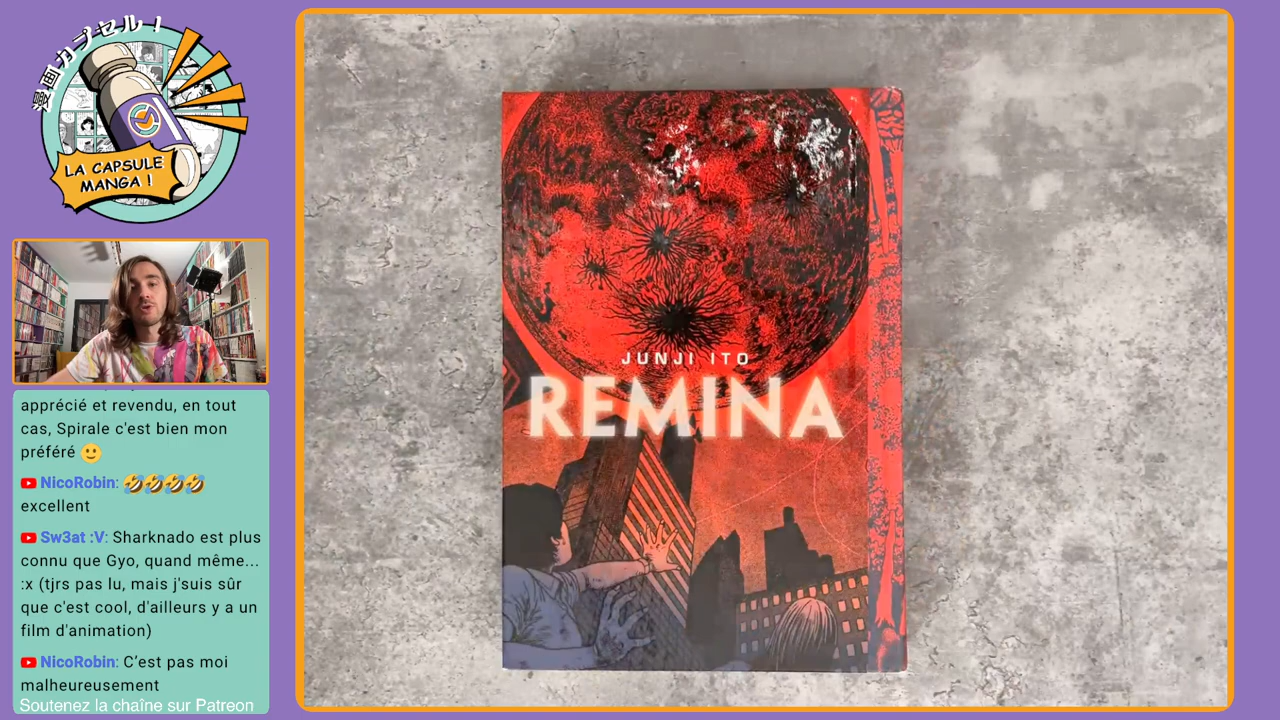 漫画カプセル！
LA CAPSULE
MANGA !
apprécié et revendu, en tout
cas, Spirale c'est bien mon
préféré 🙂
NicoRobin: 🤣🤣🤣🤣
excellent
Sw3at :V: Sharknado est plus
connu que Gyo, quand même...
:x (tjrs pas lu, mais j'suis sûr
que c'est cool, d'ailleurs y a un
film d'animation)
NicoRobin: C’est pas moi
malheureusement
Soutenez la chaîne sur Patreon
JUNJI ITO
REMINA